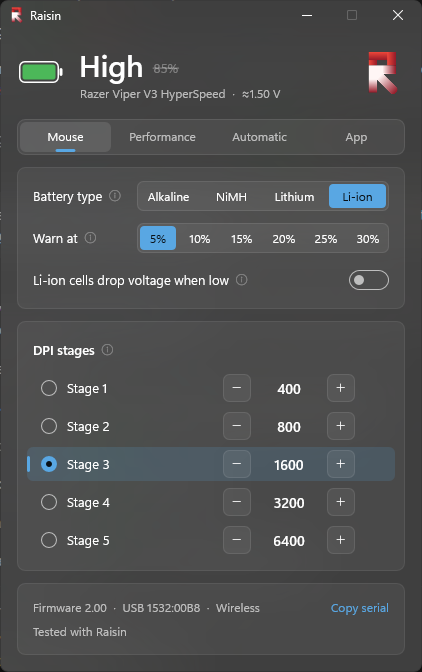 Raisin
High 85%
Razer Viper V3 HyperSpeed · ≈1.50 V
Mouse Performance Automatic App
Battery type Alkaline NiMH Lithium Li-ion
Warn at 5% 10% 15% 20% 25% 30%
Li-ion cells drop voltage when low
DPI stages
Stage 1 − 400 +
Stage 2 − 800 +
Stage 3 − 1600 +
Stage 4 − 3200 +
Stage 5 − 6400 +
Firmware 2.00 · USB 1532:00B8 · Wireless Copy serial
Tested with Raisin